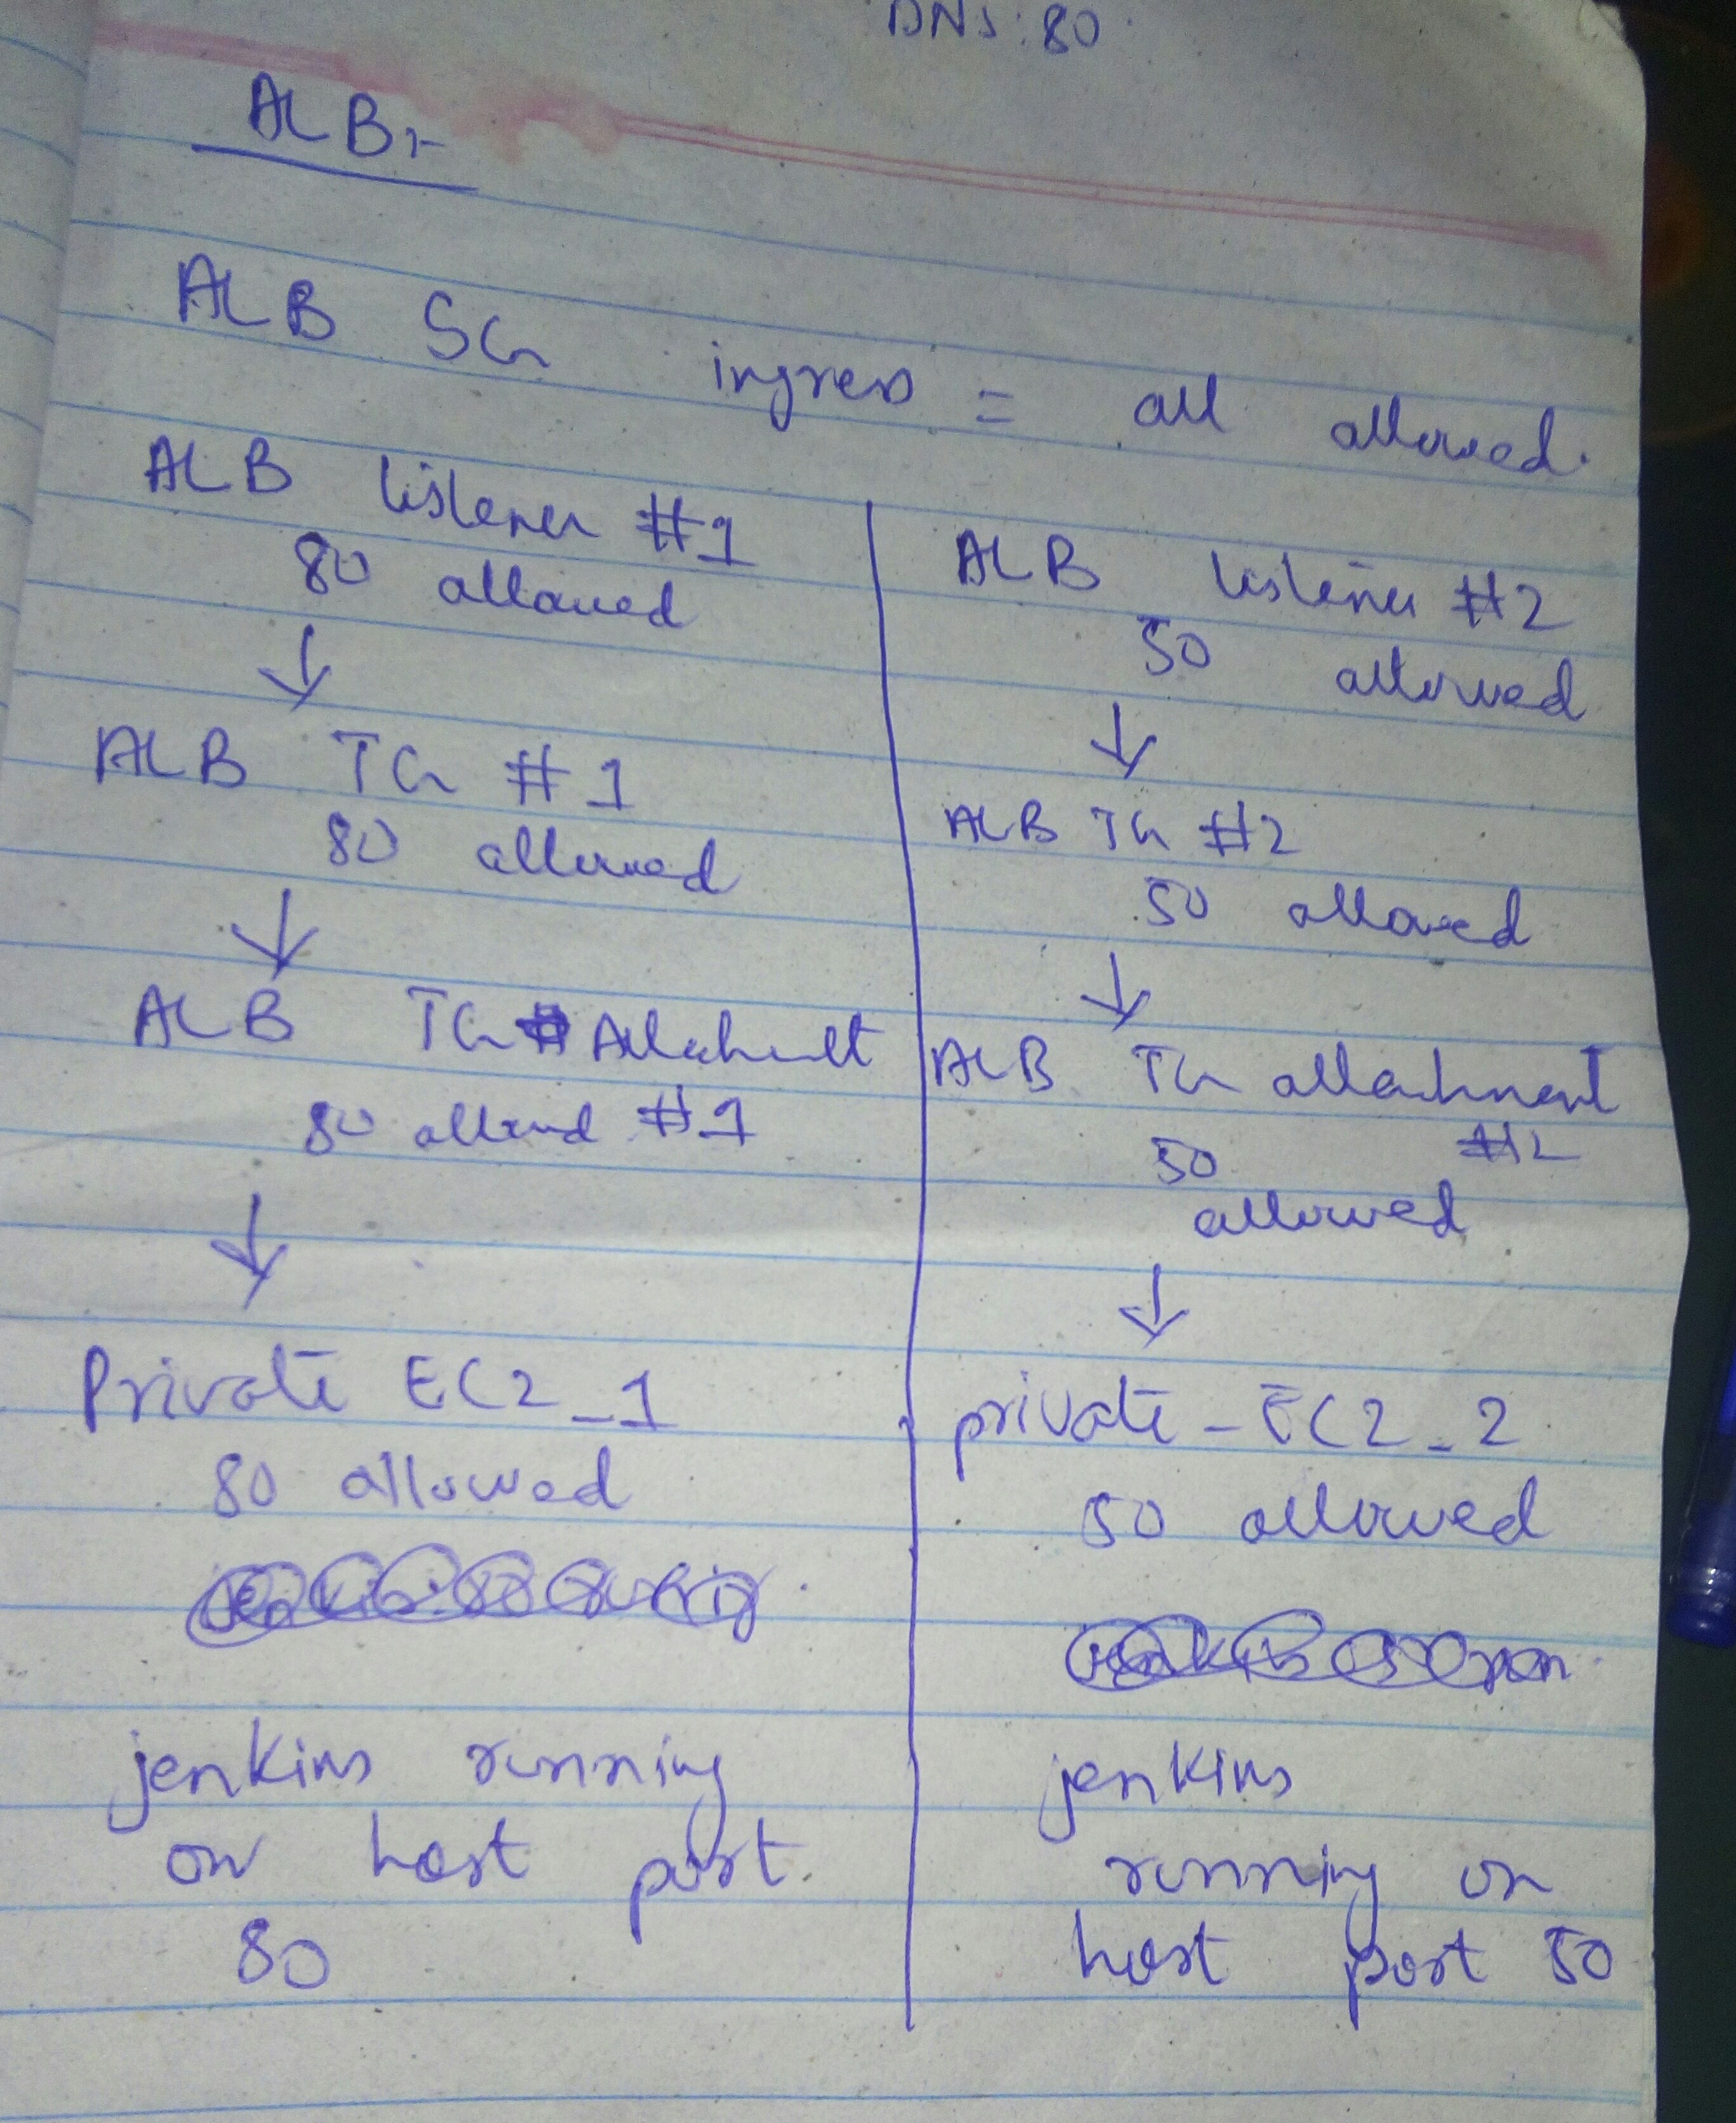 DNS:80
ALB:-
ALB SG ingress = all allowed.
ALB listener #1
80 allowed
↓
ALB TG #1
80 allowed
↓
ALB TG Attachment
80 allowed #1
↓
Private EC2_1
80 allowed
jenkins running
on host port
80
ALB listener #2
50 allowed
↓
ALB TG #2
50 allowed
↓
ALB TG attachment
50 #2
allowed
↓
private-EC2_2
50 allowed
jenkins
running on
host port 50